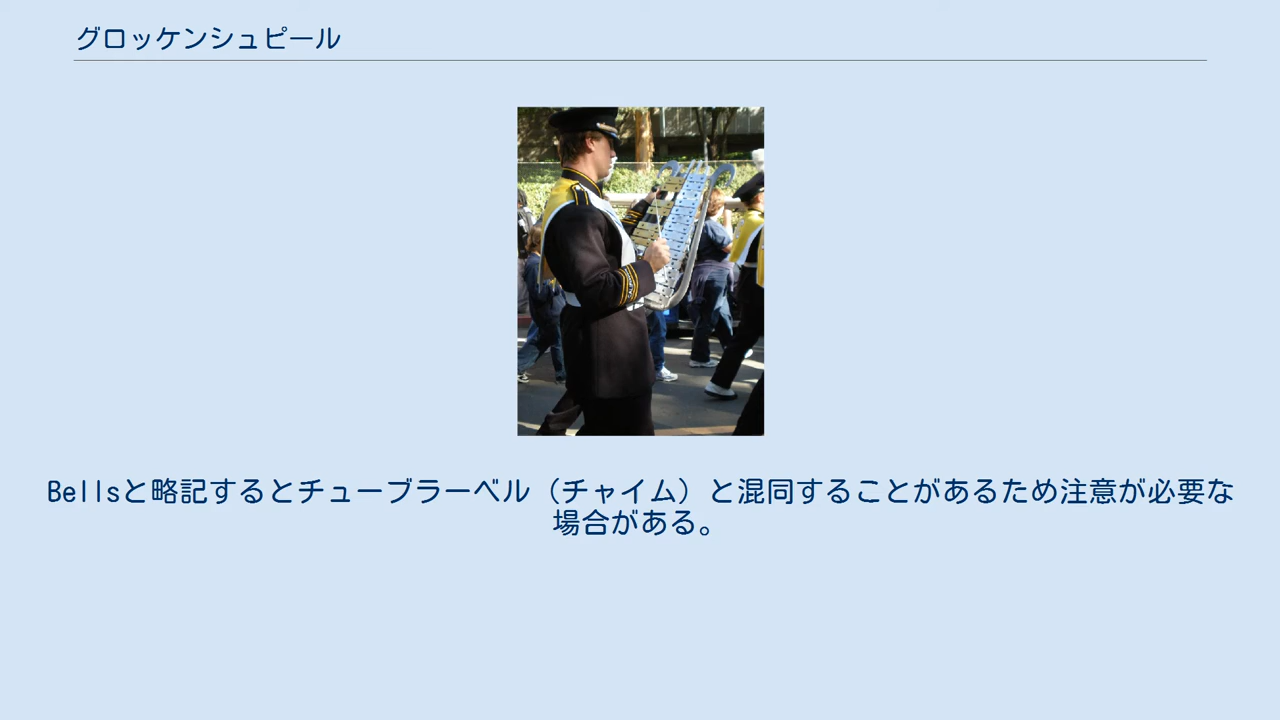 グロッケンシュピール
Bellsと略記するとチューブラーベル（チャイム）と混同することがあるため注意が必要な
場合がある。